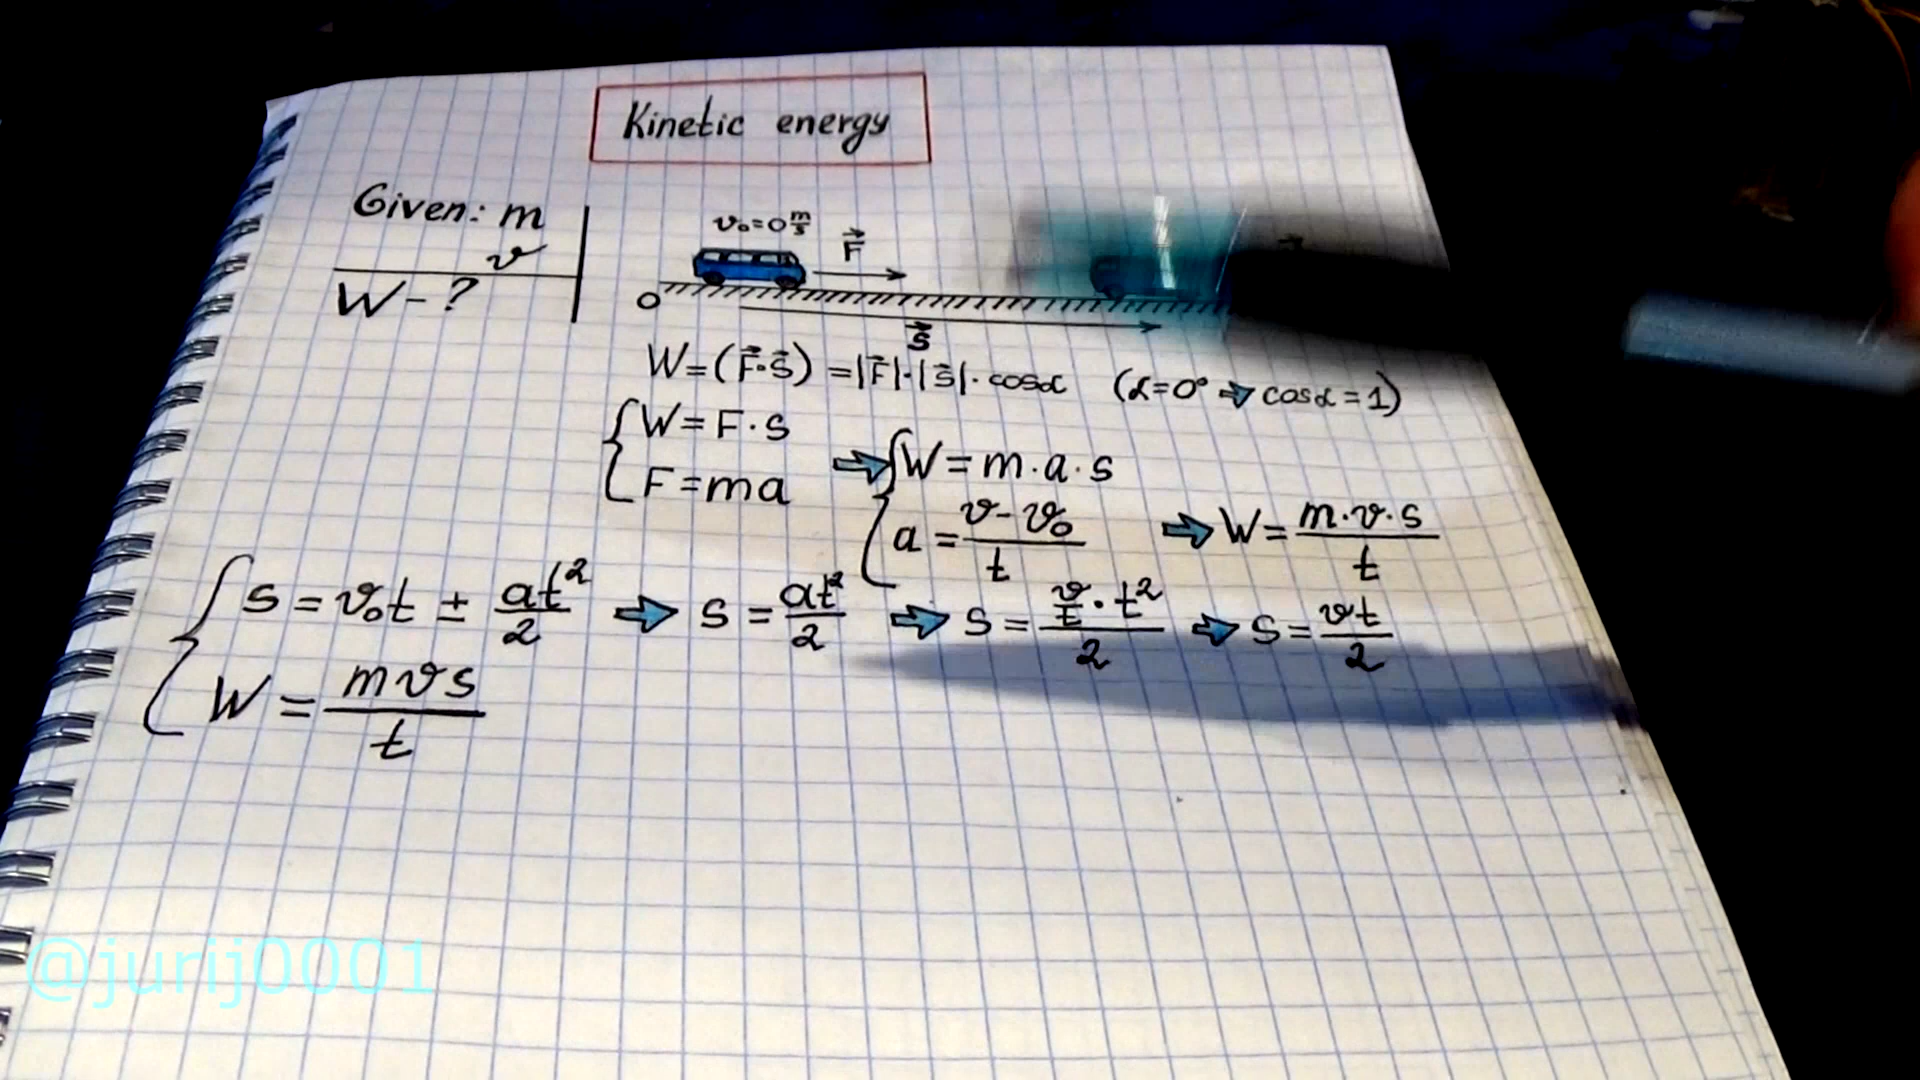 Kinetic energy
Given: m
v
W - ?
v₀ = 0 m/s
F⃗
O
s⃗
W = (F⃗·s⃗) = |F⃗|·|s⃗|·cosα (α = 0° ⇒ cosα = 1)
{ W = F·s
F = ma
⇒ { W = m·a·s
a = (v - v₀)/t ⇒ W = (m·v·s)/t
{ s = v₀t ± at²/2 ⇒ s = at²/2 ⇒ s = (v/t · t²)/2 ⇒ s = vt/2
W = mvs/t
@jurij0001